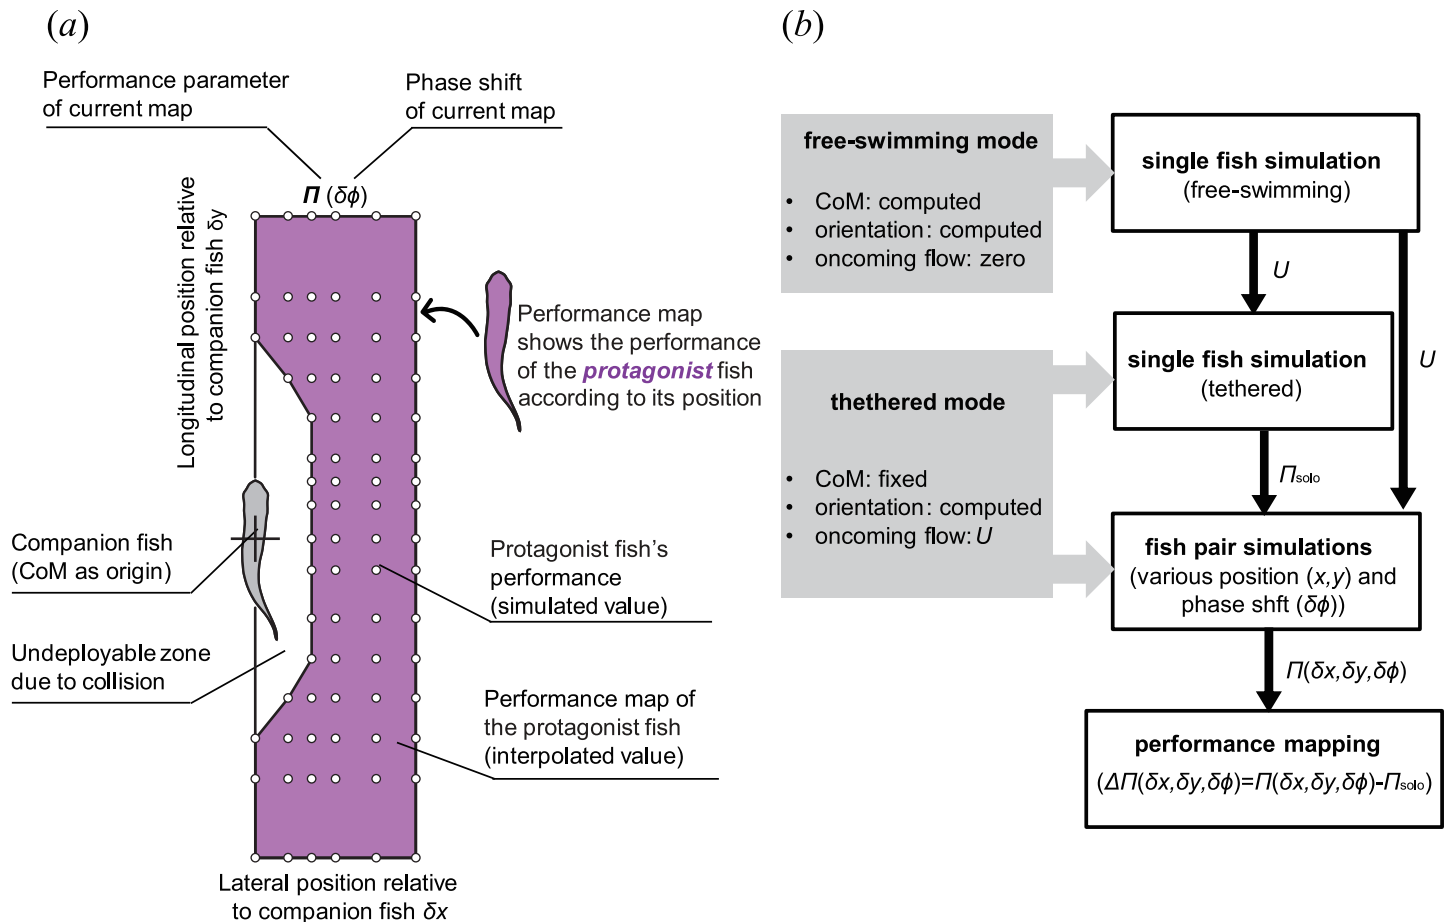 (a)
Performance parameter
of current map
Phase shift
of current map
Π (δϕ)
Longitudinal position relative
to companion fish δy
Performance map
shows the performance
of the protagonist fish
according to its position
Companion fish
(CoM as origin)
Undeployable zone
due to collision
Protagonist fish's
performance
(simulated value)
Performance map of
the protagonist fish
(interpolated value)
Lateral position relative
to companion fish δx
(b)
free-swimming mode
• CoM: computed
• orientation: computed
• oncoming flow: zero
thethered mode
• CoM: fixed
• orientation: computed
• oncoming flow: U
single fish simulation
(free-swimming)
U
single fish simulation
(tethered)
U
Πsolo
fish pair simulations
(various position (x,y) and
phase shft (δϕ))
Π(δx,δy,δϕ)
performance mapping
(ΔΠ(δx,δy,δϕ)=Π(δx,δy,δϕ)-Πsolo)